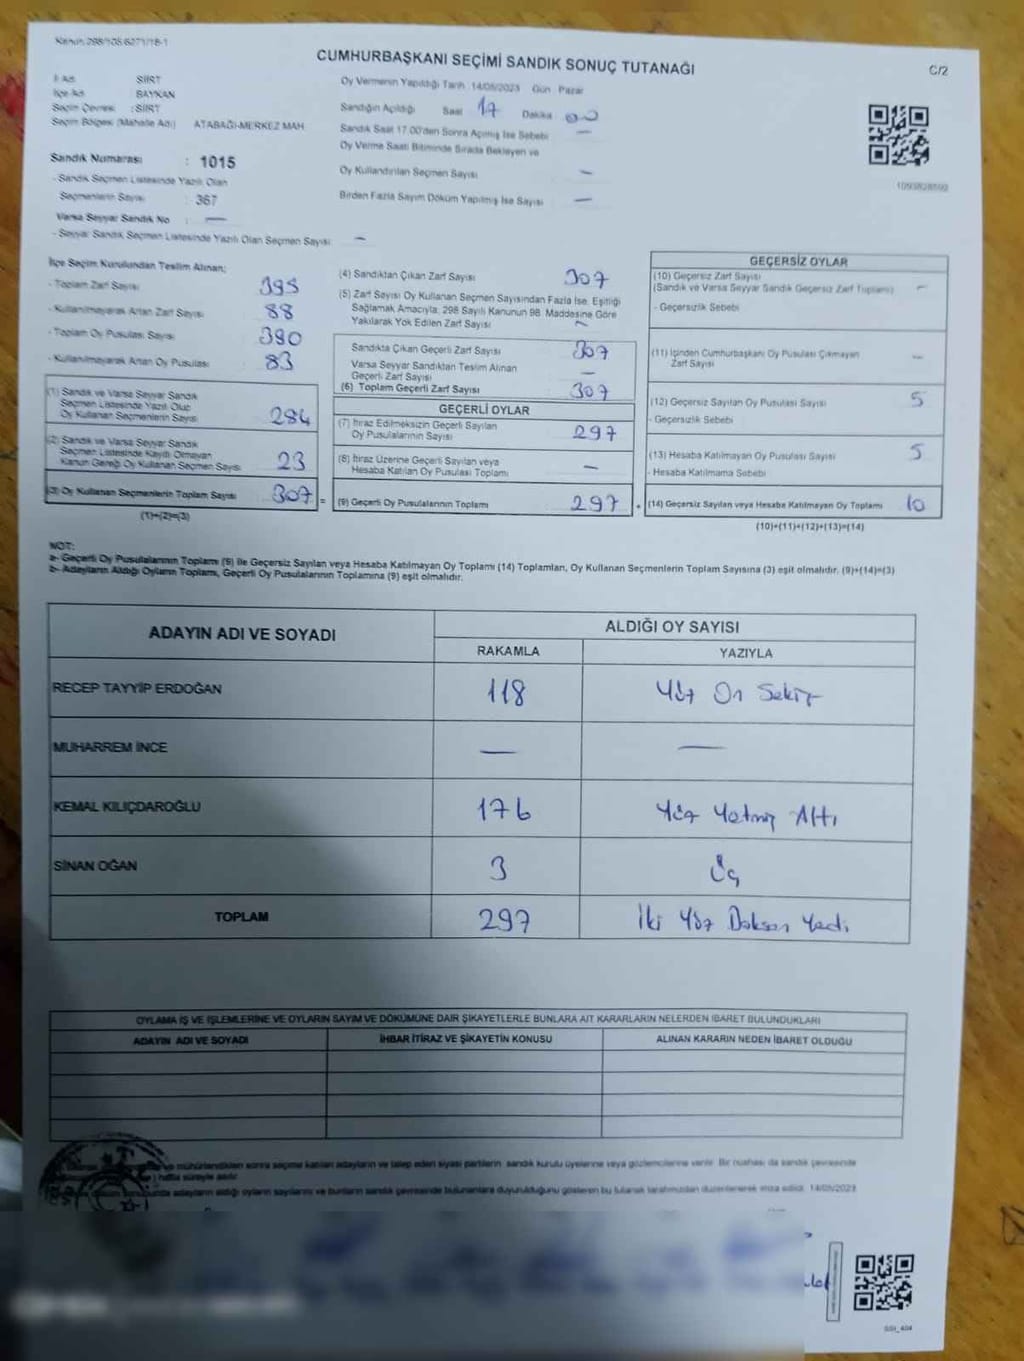 Kanun 298/105,6271/18-1
CUMHURBAŞKANI SEÇİMİ SANDIK SONUÇ TUTANAĞI
C/2
İl Adı SİİRT
İlçe Adı BAYKAN
Seçim Çevresi : SİİRT
Seçim Bölgesi (Mahalle Adı) ATABAĞI-MERKEZ MAH.
Sandık Numarası : 1015
- Sandık Seçmen Listesinde Yazılı Olan
Seçmenlerin Sayısı : 367
Varsa Seyyar Sandık No : —
- Seyyar Sandık Seçmen Listesinde Yazılı Olan Seçmen Sayısı : —
Oy Vermenin Yapıldığı Tarih : 14/05/2023 Gün : Pazar
Sandığın Açıldığı Saat 17 Dakika 00
Sandık Saat 17.00'den Sonra Açılmış İse Sebebi —
Oy Verme Saati Bitiminde Sırada Bekleyen ve
Oy Kullandırılan Seçmen Sayısı —
Birden Fazla Sayım Döküm Yapılmış İse Sayısı —
1093828592
İlçe Seçim Kurulundan Teslim Alınan;
- Toplam Zarf Sayısı 395
- Kullanılmayarak Artan Zarf Sayısı 88
- Toplam Oy Pusulası Sayısı 390
- Kullanılmayarak Artan Oy Pusulası 83
(1) Sandık ve Varsa Seyyar Sandık
Seçmen Listesinde Yazılı Olup
Oy Kullanan Seçmenlerin Sayısı 284
(2) Sandık ve Varsa Seyyar Sandık
Seçmen Listesinde Kayıtlı Olmayan
Kanun Gereği Oy Kullanan Seçmen Sayısı 23
(3) Oy Kullanan Seçmenlerin Toplam Sayısı 307 =
(1)+(2)=(3)
(4) Sandıktan Çıkan Zarf Sayısı 307
(5) Zarf Sayısı Oy Kullanan Seçmen Sayısından Fazla İse, Eşitliği
Sağlamak Amacıyla, 298 Sayılı Kanunun 98. Maddesine Göre
Yakılarak Yok Edilen Zarf Sayısı —
Sandıkta Çıkan Geçerli Zarf Sayısı 307
Varsa Seyyar Sandıktan Teslim Alınan
Geçerli Zarf Sayısı —
(6) Toplam Geçerli Zarf Sayısı 307
GEÇERLİ OYLAR
(7) İtiraz Edilmeksizin Geçerli Sayılan
Oy Pusulalarının Sayısı 297
(8) İtiraz Üzerine Geçerli Sayılan veya
Hesaba Katılan Oy Pusulası Toplamı —
(9) Geçerli Oy Pusulalarının Toplamı 297 +
GEÇERSİZ OYLAR
(10) Geçersiz Zarf Sayısı
(Sandık ve Varsa Seyyar Sandık Geçersiz Zarf Toplamı) —
- Geçersizlik Sebebi
(11) İçinden Cumhurbaşkanı Oy Pusulası Çıkmayan
Zarf Sayısı —
(12) Geçersiz Sayılan Oy Pusulası Sayısı 5
- Geçersizlik Sebebi
(13) Hesaba Katılmayan Oy Pusulası Sayısı 5
- Hesaba Katılmama Sebebi
(14) Geçersiz Sayılan veya Hesaba Katılmayan Oy Toplamı 10
(10)+(11)+(12)+(13)=(14)
NOT:
a- Geçerli Oy Pusulalarının Toplamı (9) ile Geçersiz Sayılan veya Hesaba Katılmayan Oy Toplamı (14) Toplamları, Oy Kullanan Seçmenlerin Toplam Sayısına (3) eşit olmalıdır. (9)+(14)=(3)
b- Adayların Aldığı Oyların Toplamı, Geçerli Oy Pusulalarının Toplamına (9) eşit olmalıdır.
ADAYIN ADI VE SOYADI
ALDIĞI OY SAYISI
RAKAMLA YAZIYLA
RECEP TAYYİP ERDOĞAN 118 Yüz On Sekiz
MUHARREM İNCE — —
KEMAL KILIÇDAROĞLU 176 Yüz Yetmiş Altı
SİNAN OĞAN 3 Üç
TOPLAM 297 İki Yüz Doksan Yedi
OYLAMA İŞ VE İŞLEMLERİNE VE OYLARIN SAYIM VE DÖKÜMÜNE DAİR ŞİKAYETLERLE BUNLARA AİT KARARLARIN NELERDEN İBARET BULUNDUKLARI
ADAYIN ADI VE SOYADI İHBAR İTİRAZ VE ŞİKAYETİN KONUSU ALINAN KARARIN NEDEN İBARET OLDUĞU
ve mühürlendikten sonra seçime katılan adayların ve talep eden siyasi partilerin sandık kurulu üyelerine veya gözlemcilerine verilir. Bir nüshası da sandık çevresinde
hafta süreyle asılır.
adayların aldığı oyların sayılarını ve bunların sandık çevresinde bulunanlara duyurulduğunu gösteren bu tutanak tarafımızdan düzenlenerek imza edildi. 14/05/2023